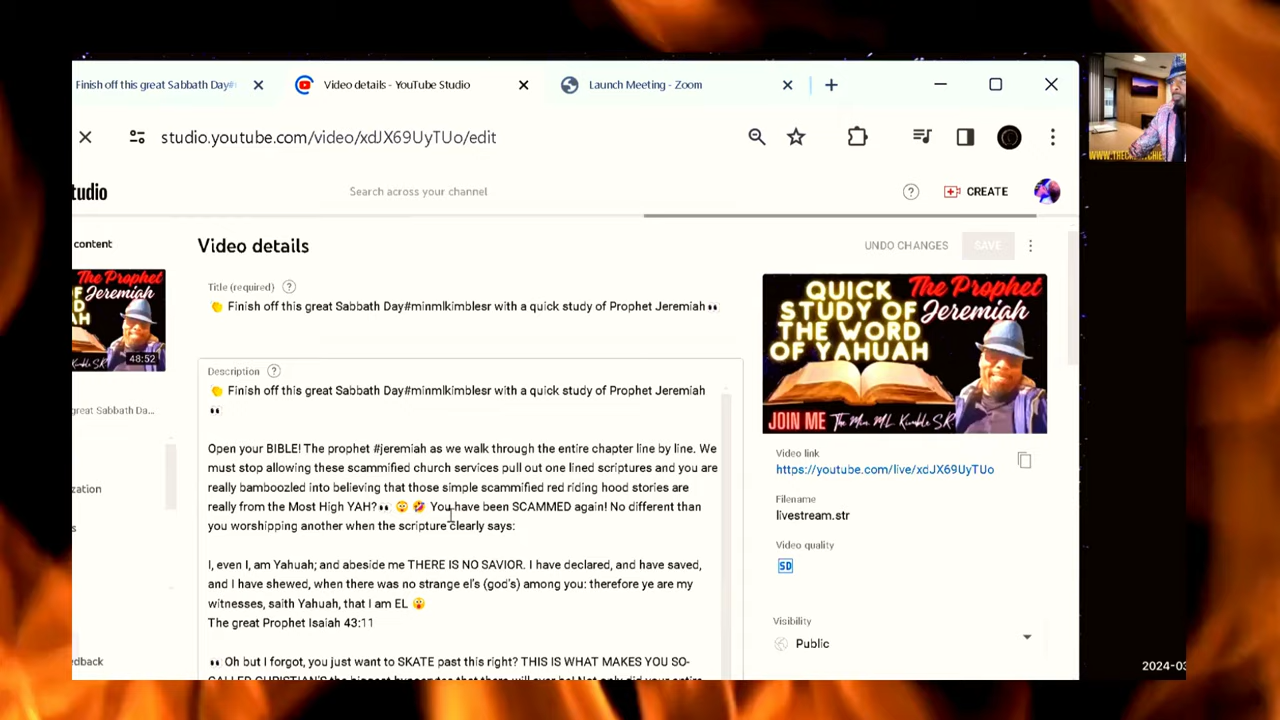 Finish off this great Sabbath Day#
Video details - YouTube Studio
Launch Meeting - Zoom
studio.youtube.com/video/xdJX69UyTUo/edit
WWW.THEC
tudio
Search across your channel
CREATE
content
Video details
UNDO CHANGES
SAVE
Title (required)
👏 Finish off this great Sabbath Day#minmlkimblesr with a quick study of Prophet Jeremiah 👀
The Prophet
Jeremiah
48:52
QUICK
STUDY OF
THE WORD
OF YAHUAH
The Prophet
Jeremiah
JOIN ME The Min. ML Kimble SR
Description
👏 Finish off this great Sabbath Day#minmlkimblesr with a quick study of Prophet Jeremiah
👀
great Sabbath Da...
Open your BIBLE! The prophet #jeremiah as we walk through the entire chapter line by line. We
must stop allowing these scammified church services pull out one lined scriptures and you are
really bamboozled into believing that those simple scammified red riding hood stories are
really from the Most High YAH?👀 😳 🤣 You have been SCAMMED again! No different than
you worshipping another when the scripture clearly says:
Video link
https://youtube.com/live/xdJX69UyTUo
ization
Filename
livestream.str
Video quality
SD
I, even I, am Yahuah; and abeside me THERE IS NO SAVIOR. I have declared, and have saved,
and I have shewed, when there was no strange el's (god's) among you: therefore ye are my
witnesses, saith Yahuah, that I am EL 😲
The great Prophet Isaiah 43:11
Visibility
Public
edback
👀 Oh but I forgot, you just want to SKATE past this right? THIS IS WHAT MAKES YOU SO-
2024-03